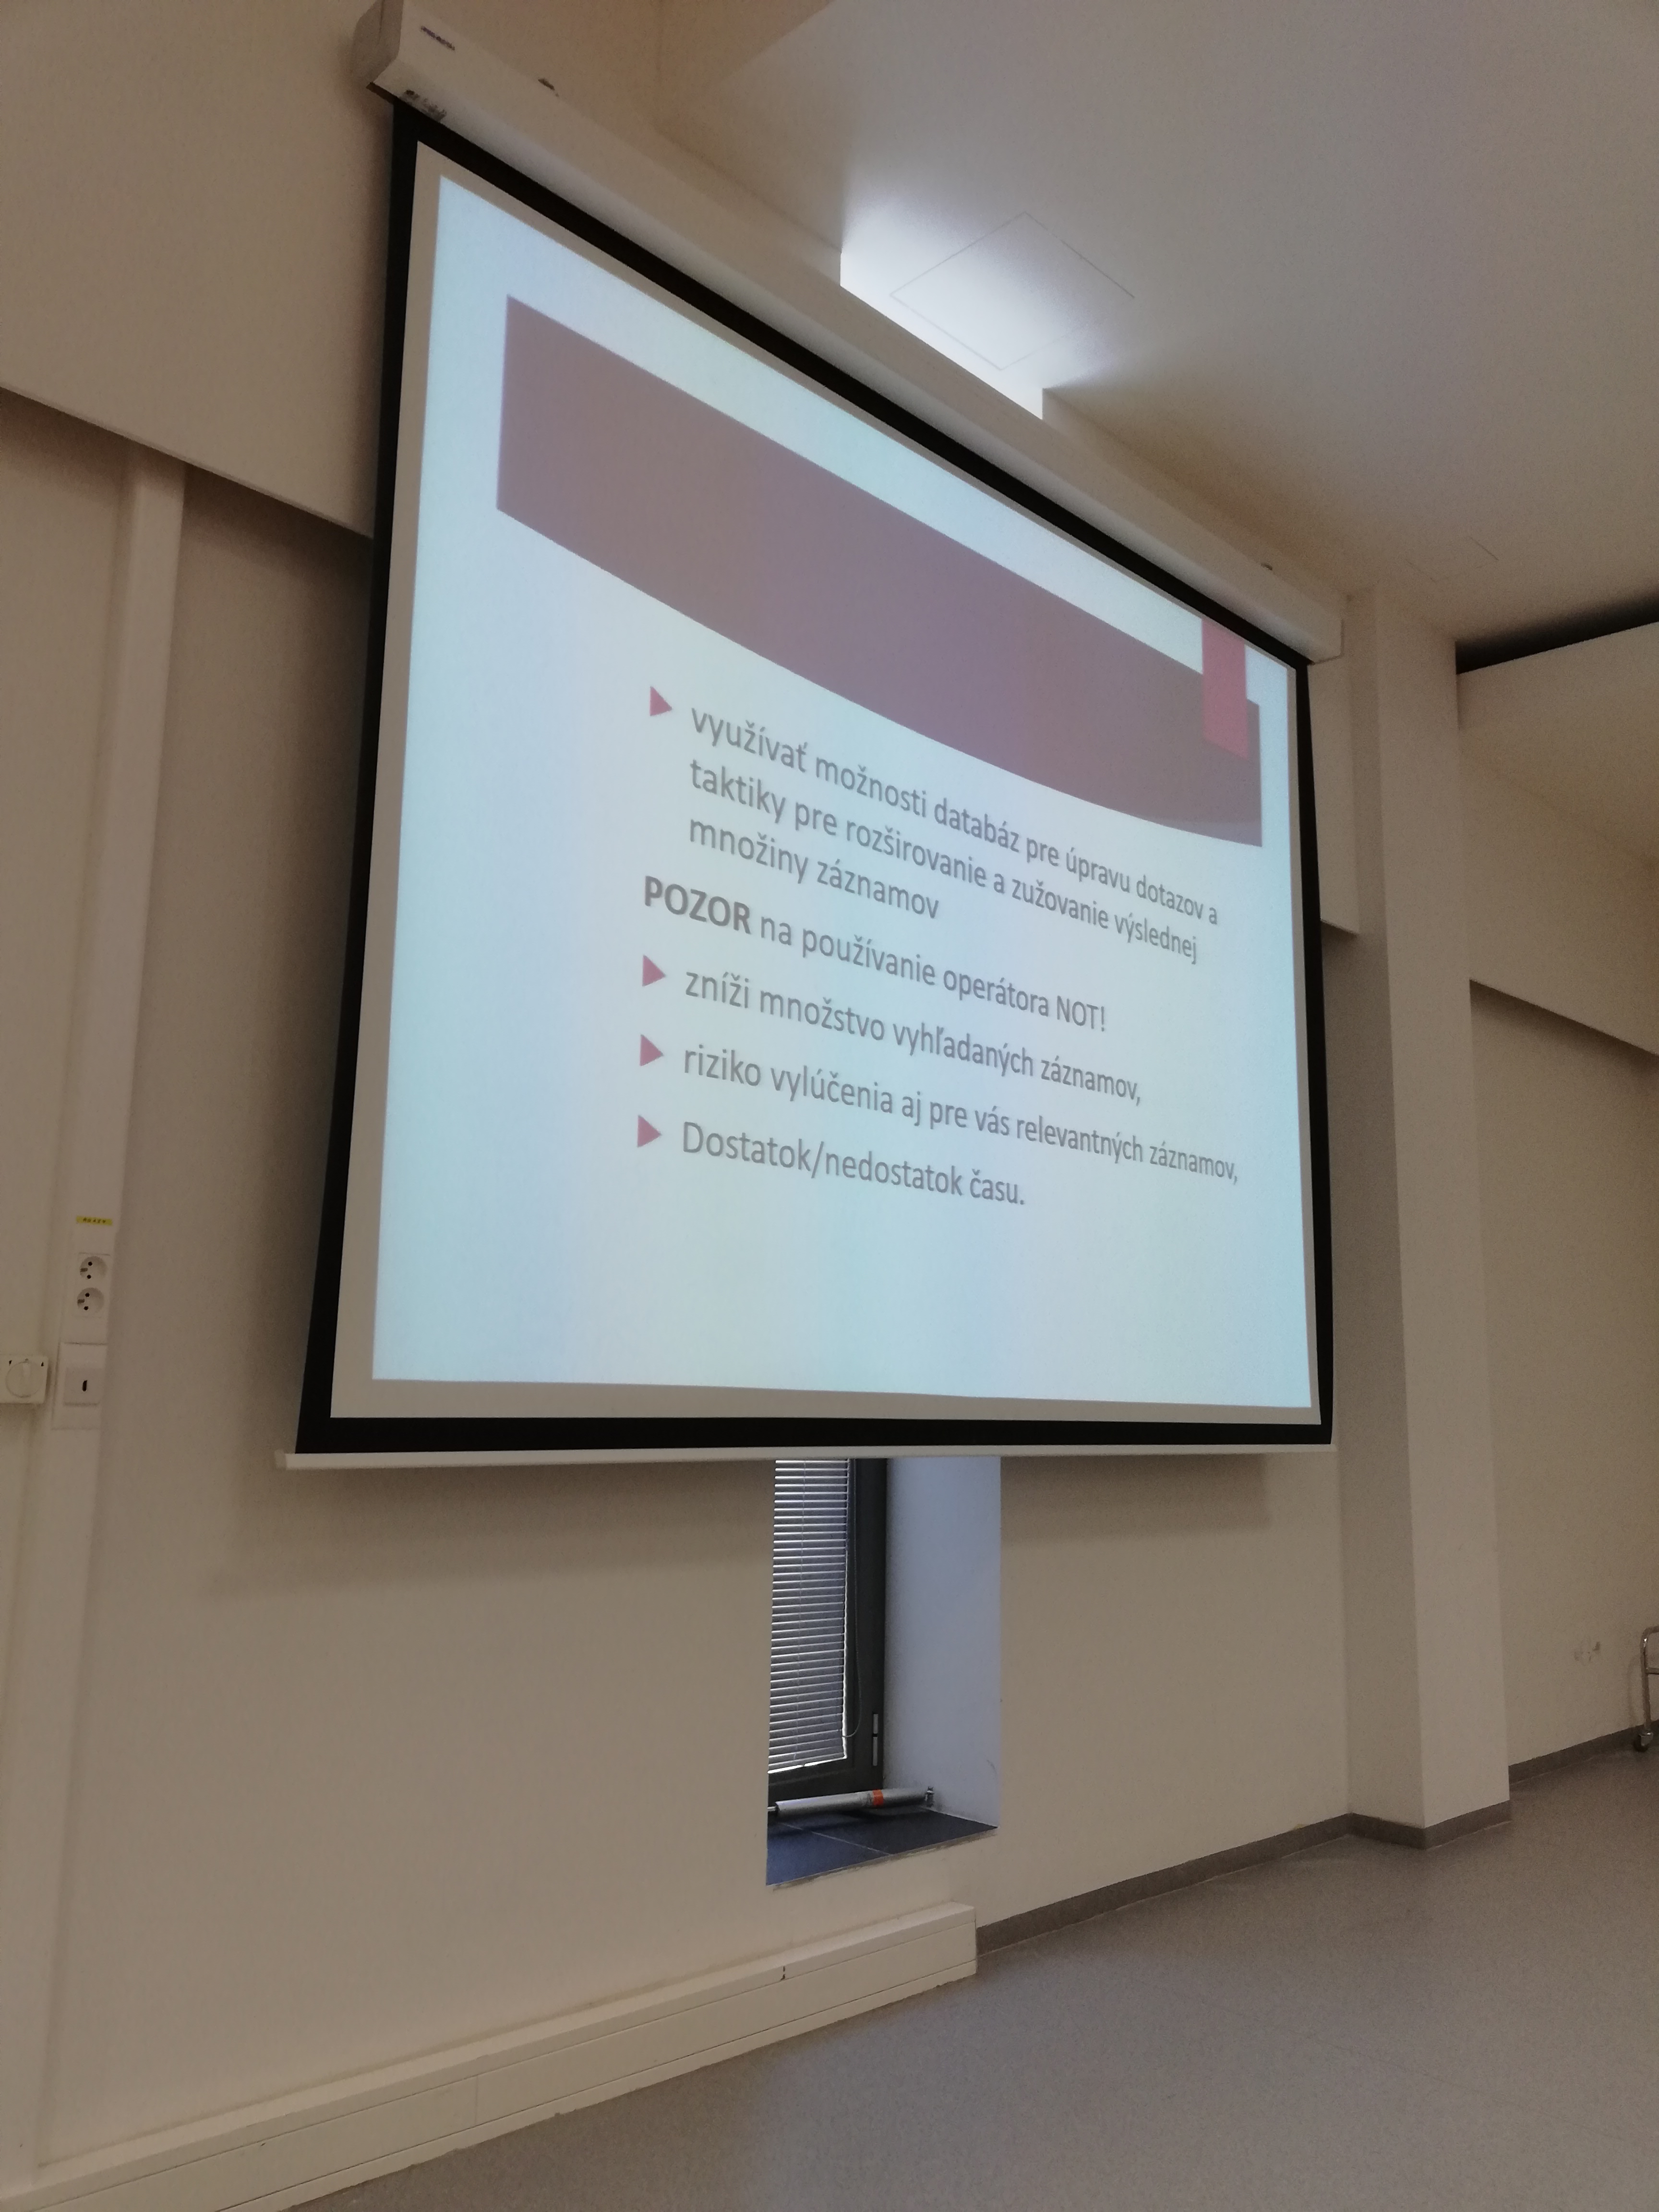 využívať možnosti databáz pre úpravu dotazov a
taktiky pre rozširovanie a zužovanie výslednej
množiny záznamov
POZOR na používanie operátora NOT!
zníži množstvo vyhľadaných záznamov,
riziko vylúčenia aj pre vás relevantných záznamov,
Dostatok/nedostatok času.